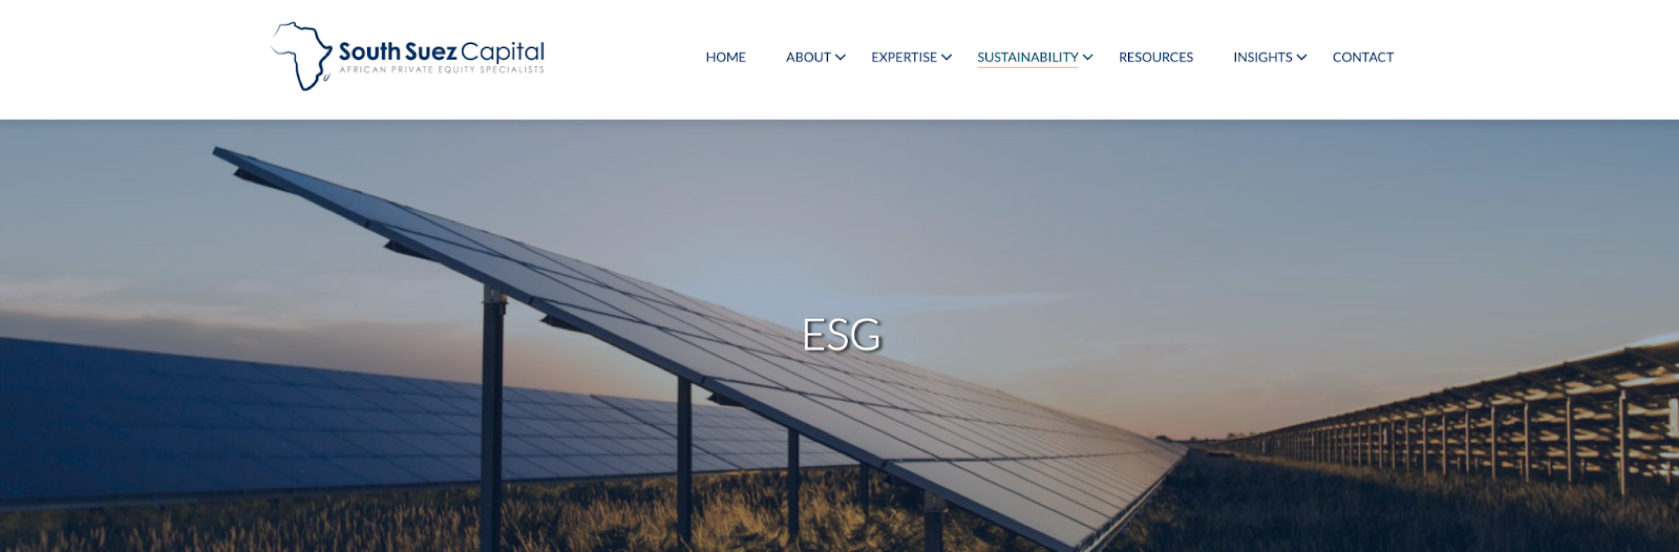 South Suez Capital
AFRICAN PRIVATE EQUITY SPECIALISTS
HOME ABOUT EXPERTISE SUSTAINABILITY RESOURCES INSIGHTS CONTACT
ESG